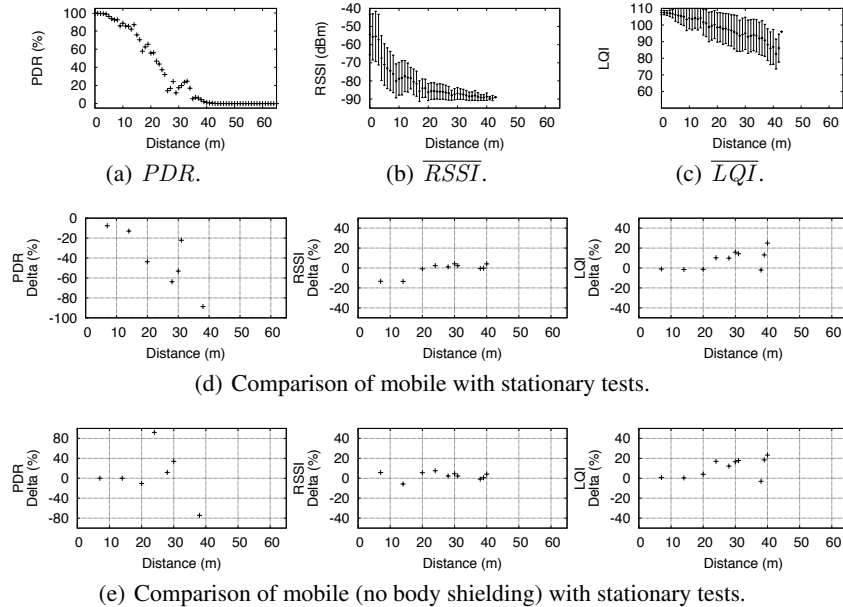 PDR (%)
100
80
60
40
20
0
0 10 20 30 40 50 60
Distance (m)
(a) PDR.
RSSI (dBm)
-40
-50
-60
-70
-80
-90
0 10 20 30 40 50 60
Distance (m)
(b) RSSI.
LQI
110
100
90
80
70
60
0 10 20 30 40 50 60
Distance (m)
(c) LQI.
PDR
Delta (%)
0
-20
-40
-60
-80
-100
0 10 20 30 40 50 60
Distance (m)
RSSI
Delta (%)
40
20
0
-20
-40
0 10 20 30 40 50 60
Distance (m)
LQI
Delta (%)
40
20
0
-20
-40
0 10 20 30 40 50 60
Distance (m)
(d) Comparison of mobile with stationary tests.
PDR
Delta (%)
80
40
0
-40
-80
0 10 20 30 40 50 60
Distance (m)
RSSI
Delta (%)
40
20
0
-20
-40
0 10 20 30 40 50 60
Distance (m)
LQI
Delta (%)
40
20
0
-20
-40
0 10 20 30 40 50 60
Distance (m)
(e) Comparison of mobile (no body shielding) with stationary tests.